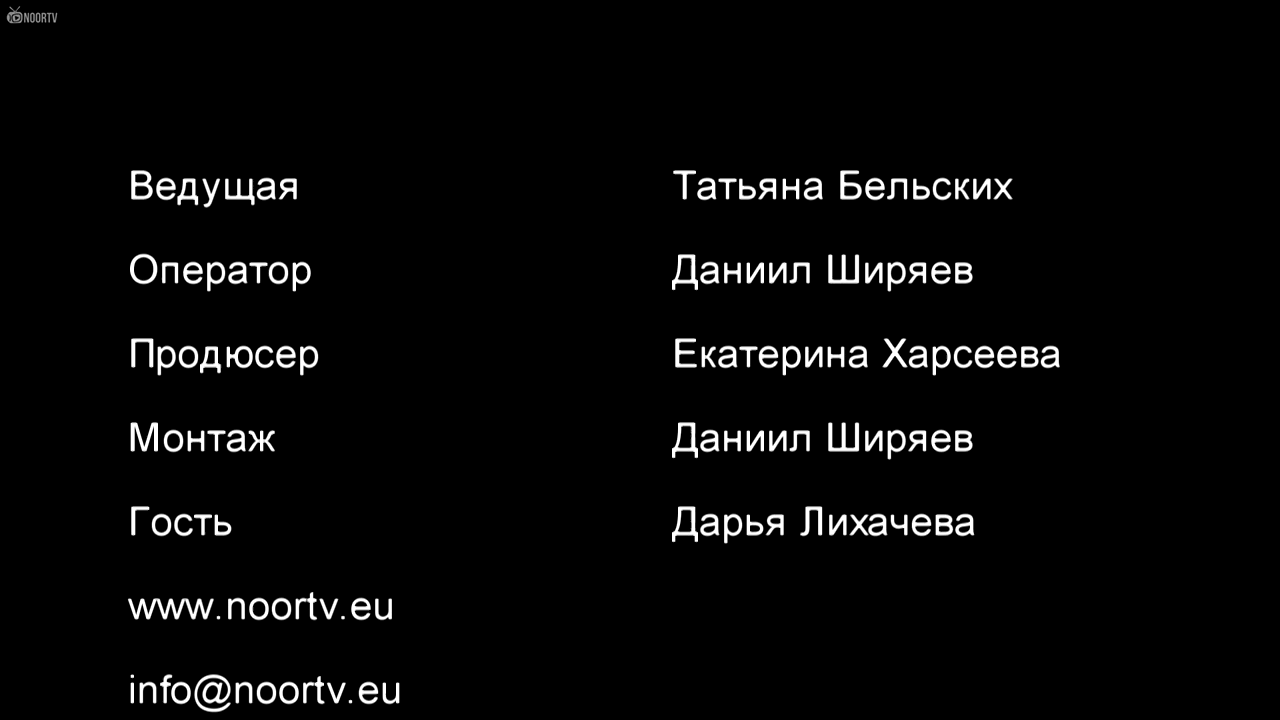 NOORTV
Ведущая Татьяна Бельских
Оператор Даниил Ширяев
Продюсер Екатерина Харсеева
Монтаж Даниил Ширяев
Гость Дарья Лихачева
www.noortv.eu
info@noortv.eu